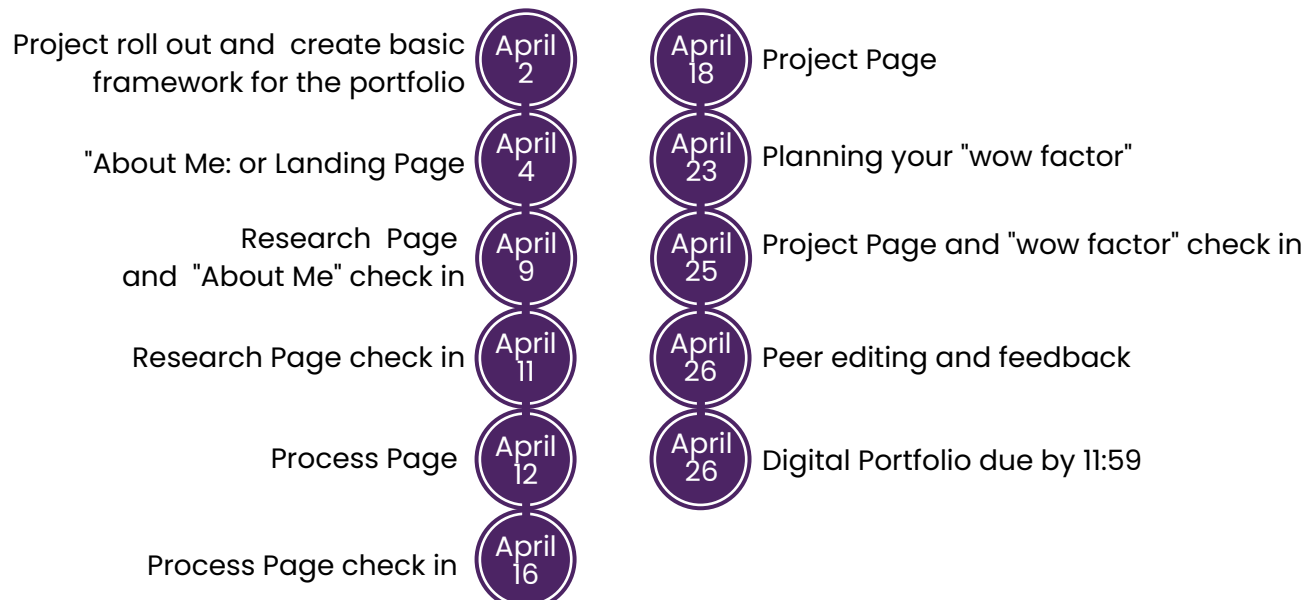 Project roll out and create basic
framework for the portfolio
April
2
"About Me: or Landing Page
April
4
Research Page
and "About Me" check in
April
9
Research Page check in
April
11
Process Page
April
12
Process Page check in
April
16
April
18
Project Page
April
23
Planning your "wow factor"
April
25
Project Page and "wow factor" check in
April
26
Peer editing and feedback
April
26
Digital Portfolio due by 11:59